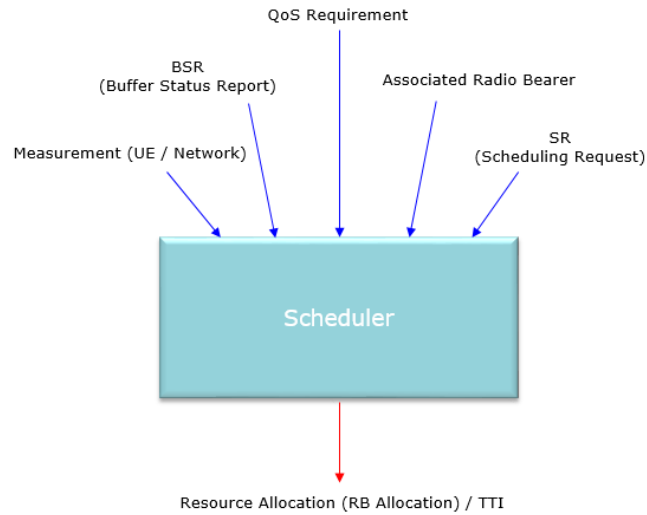 QoS Requirement
BSR
(Buffer Status Report)
Associated Radio Bearer
Measurement (UE / Network)
SR
(Scheduling Request)
Scheduler
Resource Allocation (RB Allocation) / TTI